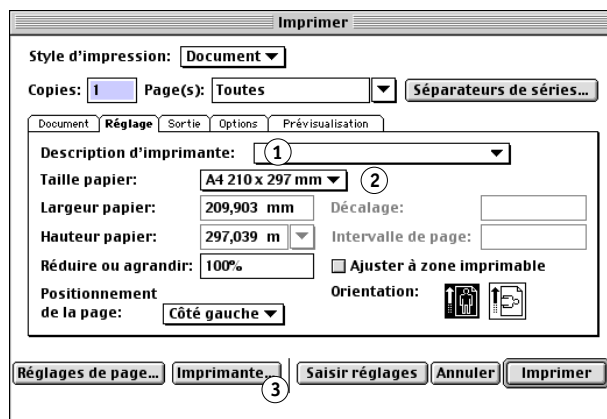 Imprimer
Style d'impression: Document
Copies: 1 Page(s): Toutes Séparateurs de séries...
Document Réglage Sortie Options Prévisualisation
Description d'imprimante: 1
Taille papier: A4 210 x 297 mm 2
Largeur papier: 209,903 mm Décalage:
Hauteur papier: 297,039 m Intervalle de page:
Réduire ou agrandir: 100% Ajuster à zone imprimable
Positionnement Orientation:
de la page: Côté gauche
Réglages de page... Imprimante... Saisir réglages Annuler Imprimer
3